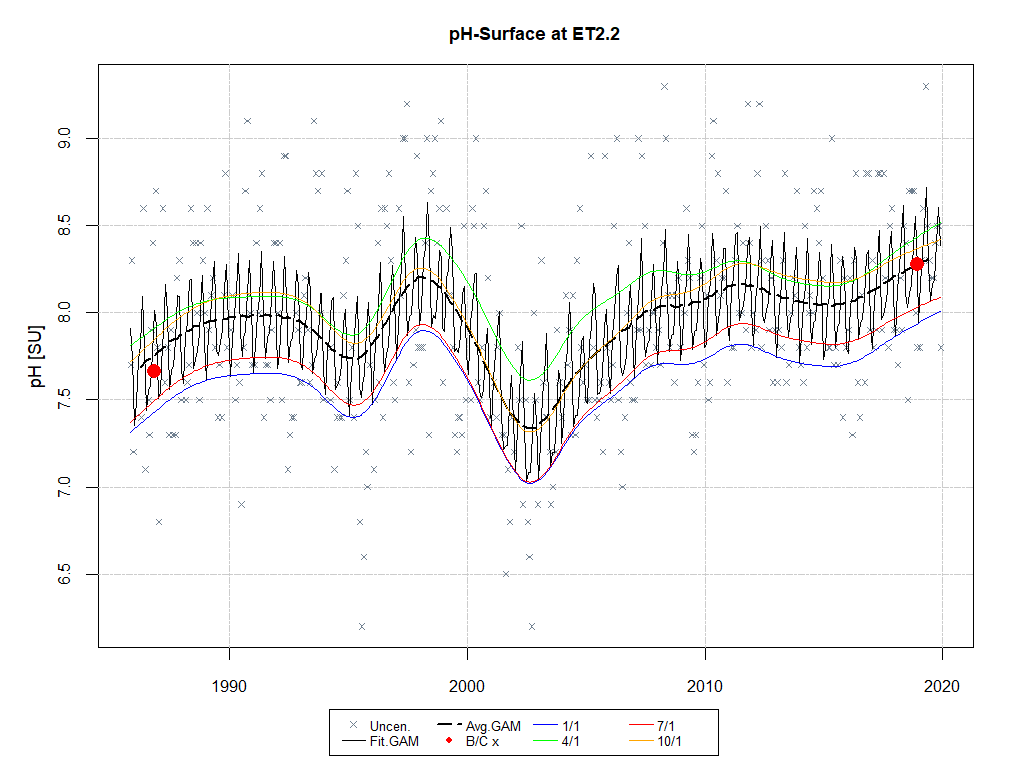 pH-Surface at ET2.2
pH [SU]
9.0
8.5
8.0
7.5
7.0
6.5
1990 2000 2010 2020
Uncen. Avg.GAM 1/1 7/1
Fit.GAM B/C x 4/1 10/1